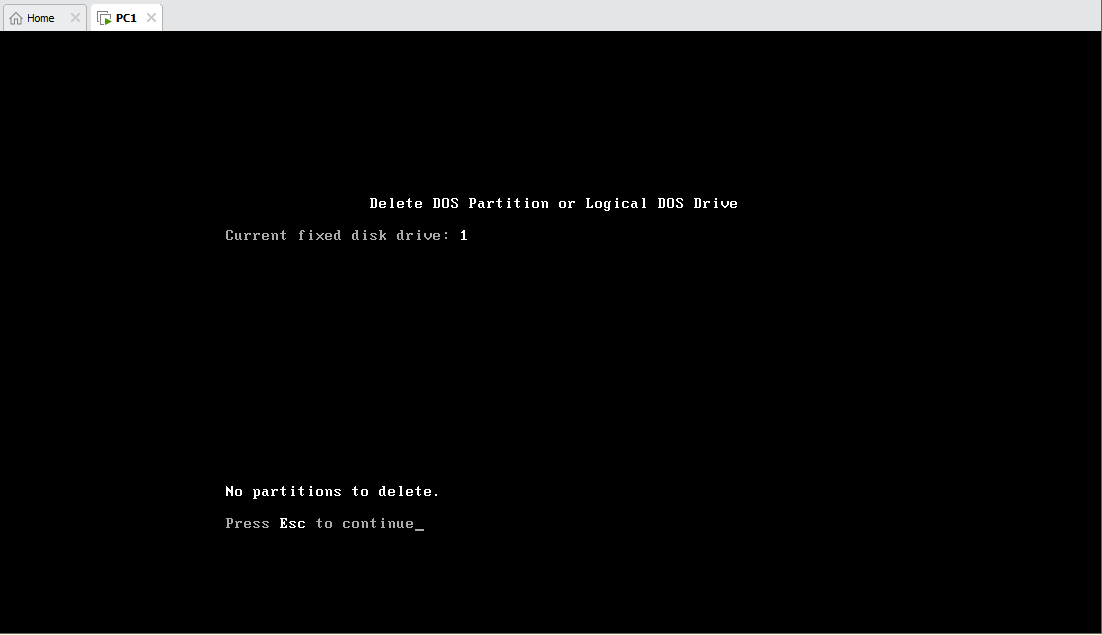 Home
PC1
Delete DOS Partition or Logical DOS Drive
Current fixed disk drive: 1
No partitions to delete.
Press Esc to continue_